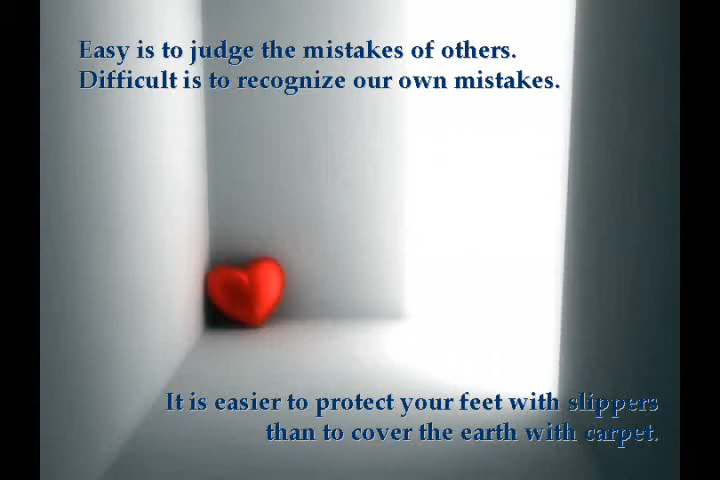 Easy is to judge the mistakes of others.
Difficult is to recognize our own mistakes.
It is easier to protect your feet with slippers
than to cover the earth with carpet.